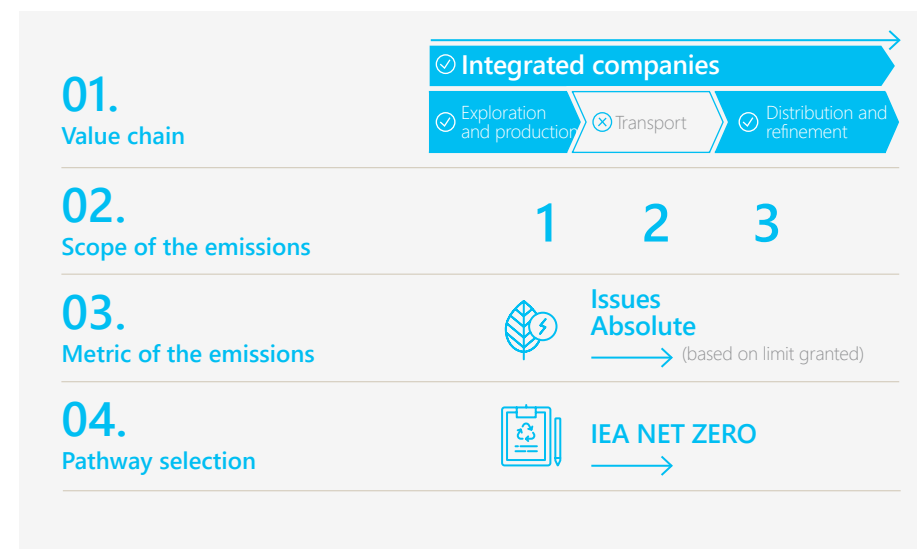 01.
Value chain
Integrated companies
Exploration
and production
Transport
Distribution and
refinement
02.
Scope of the emissions
1 2 3
03.
Metric of the emissions
Issues
Absolute
(based on limit granted)
04.
Pathway selection
IEA NET ZERO